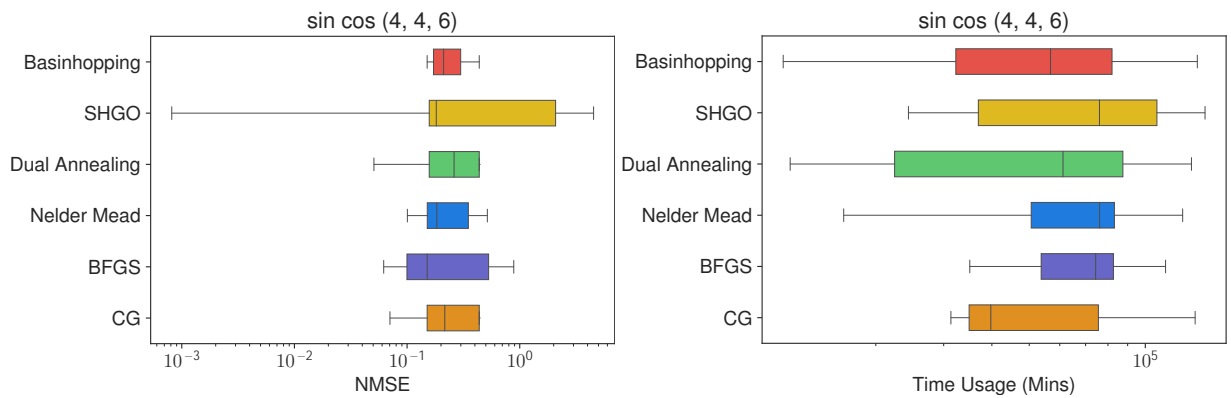 sin cos (4, 4, 6)
Basinhopping
SHGO
Dual Annealing
Nelder Mead
BFGS
CG
10^{-3}
10^{-2}
10^{-1}
10^{0}
NMSE
sin cos (4, 4, 6)
Basinhopping
SHGO
Dual Annealing
Nelder Mead
BFGS
CG
10^{5}
Time Usage (Mins)